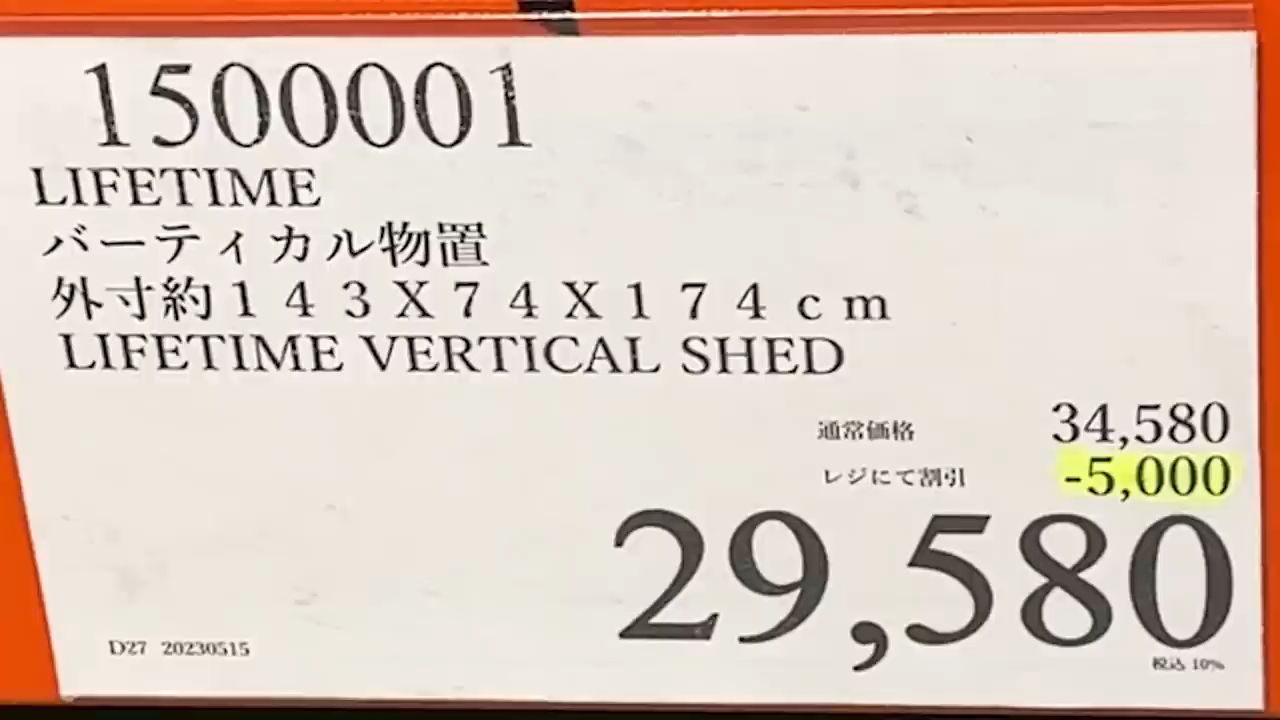 1500001
LIFETIME
バーティカル物置
外寸約143X74X174cm
LIFETIME VERTICAL SHED
通常価格 34,580
レジにて割引 -5,000
29,580
D27 20230515
税込 10%